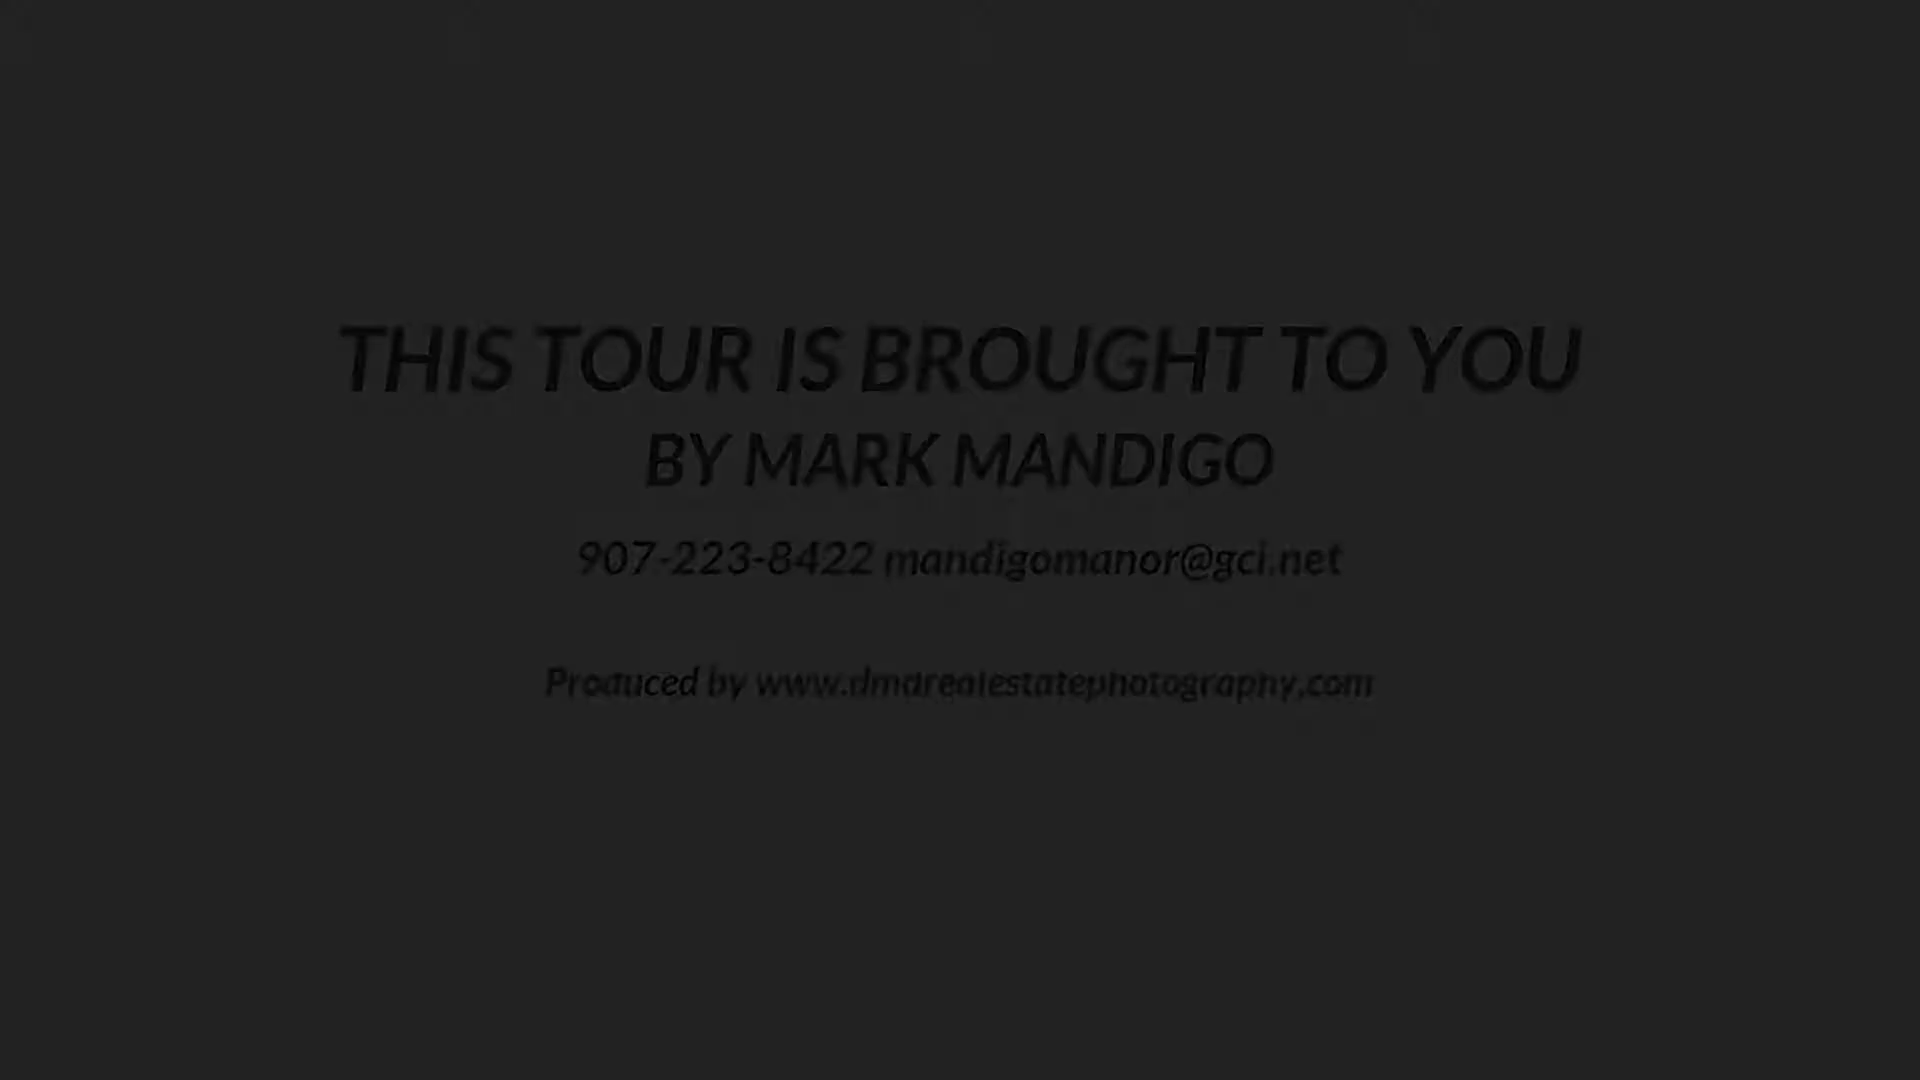 THIS TOUR IS BROUGHT TO YOU
BY MARK MANDIGO
907-223-8422 mandigomanor@gci.net
Produced by www.dmdrealestatephotography.com